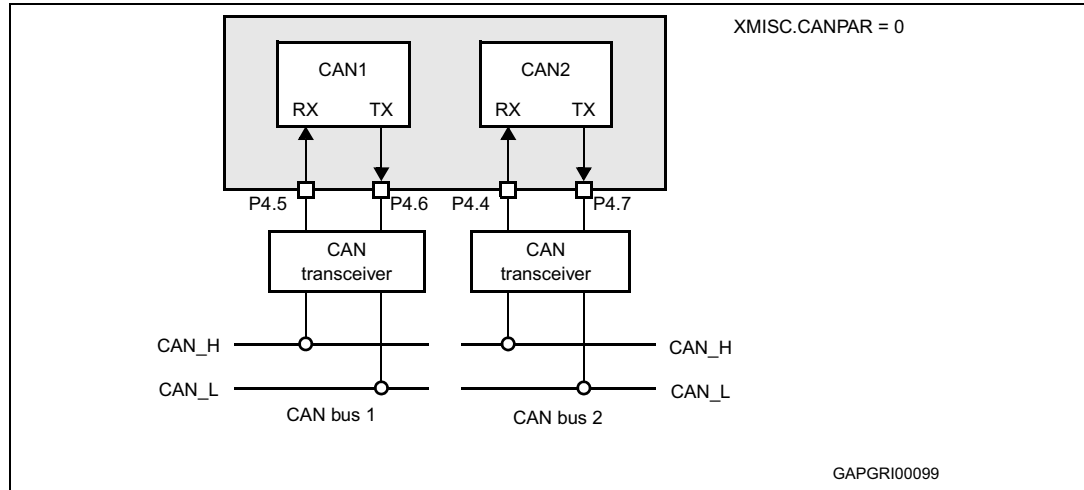 XMISC.CANPAR = 0
CAN1
CAN2
RX TX
RX TX
P4.5 P4.6 P4.4 P4.7
CAN
transceiver
CAN
transceiver
CAN_H
CAN_H
CAN_L
CAN_L
CAN bus 1
CAN bus 2
GAPGRI00099